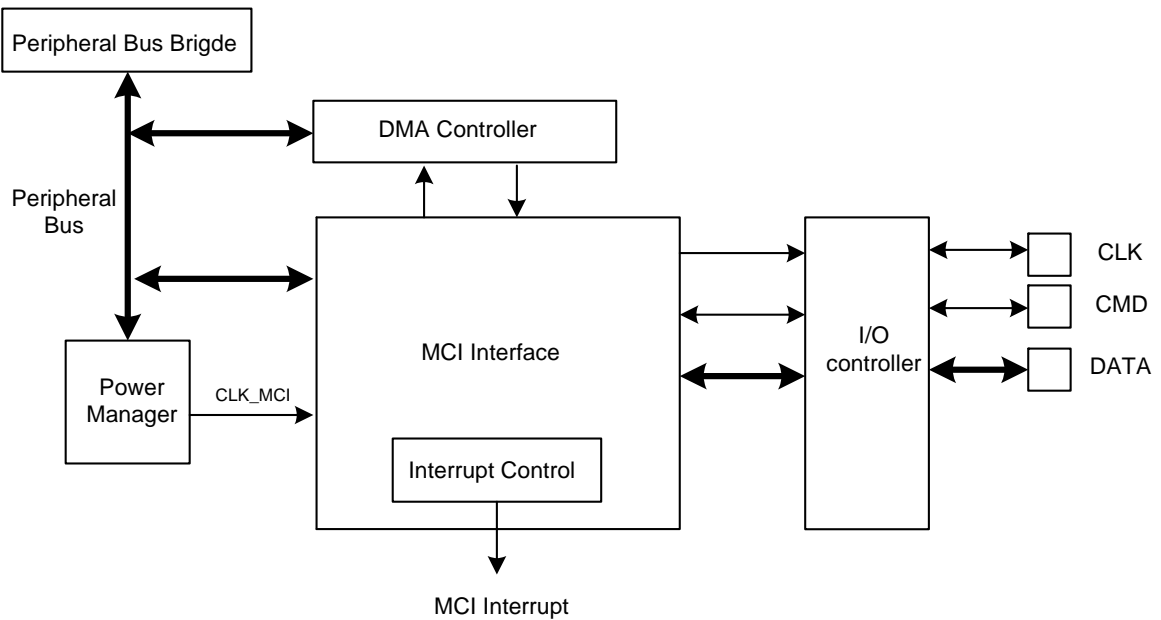 Peripheral Bus Brigde
DMA Controller
Peripheral
Bus
CLK
CMD
MCI Interface
I/O
controller
DATA
Power
Manager
CLK_MCI
Interrupt Control
MCI Interrupt